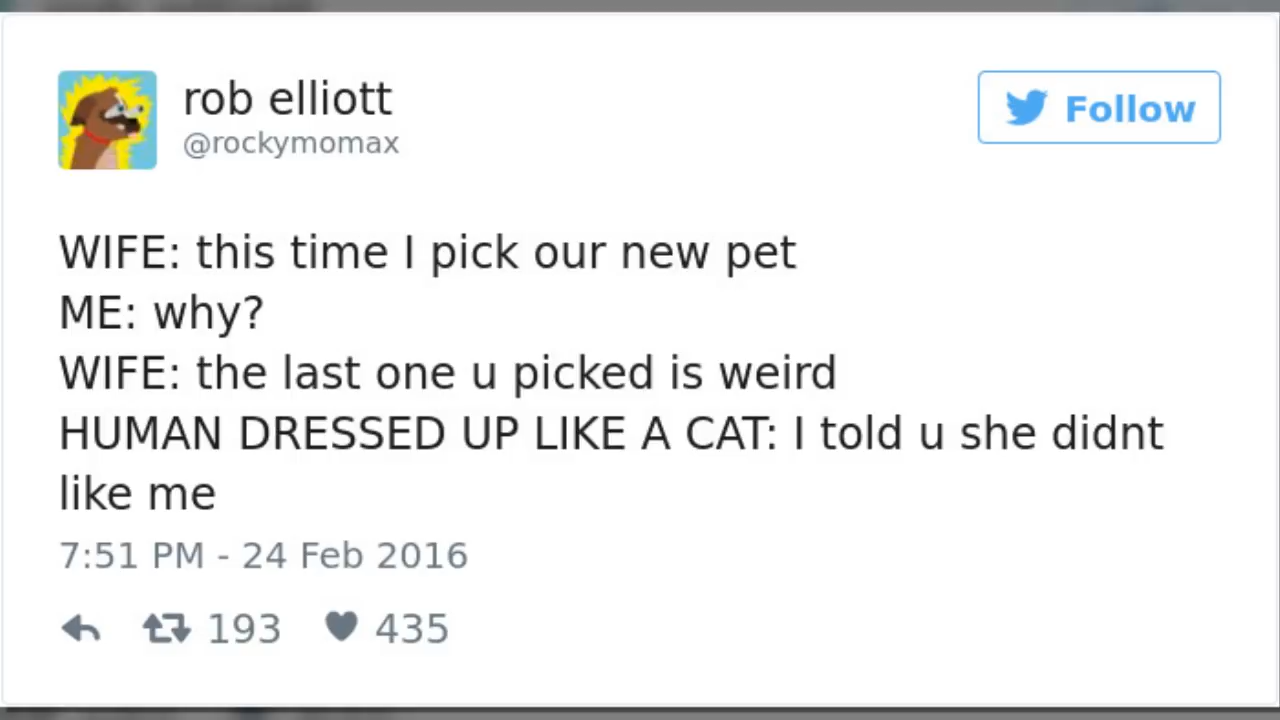 rob elliott
@rockymomax
Follow
WIFE: this time I pick our new pet
ME: why?
WIFE: the last one u picked is weird
HUMAN DRESSED UP LIKE A CAT: I told u she didnt
like me
7:51 PM - 24 Feb 2016
193 435